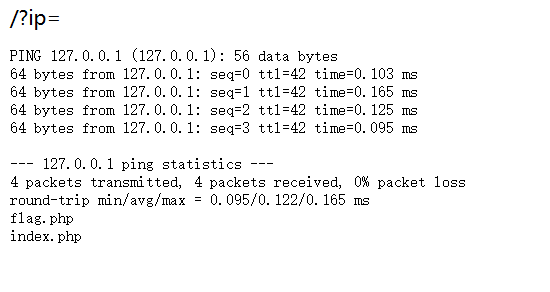 /?ip=
PING 127.0.0.1 (127.0.0.1): 56 data bytes
64 bytes from 127.0.0.1: seq=0 ttl=42 time=0.103 ms
64 bytes from 127.0.0.1: seq=1 ttl=42 time=0.165 ms
64 bytes from 127.0.0.1: seq=2 ttl=42 time=0.125 ms
64 bytes from 127.0.0.1: seq=3 ttl=42 time=0.095 ms
--- 127.0.0.1 ping statistics ---
4 packets transmitted, 4 packets received, 0% packet loss
round-trip min/avg/max = 0.095/0.122/0.165 ms
flag.php
index.php